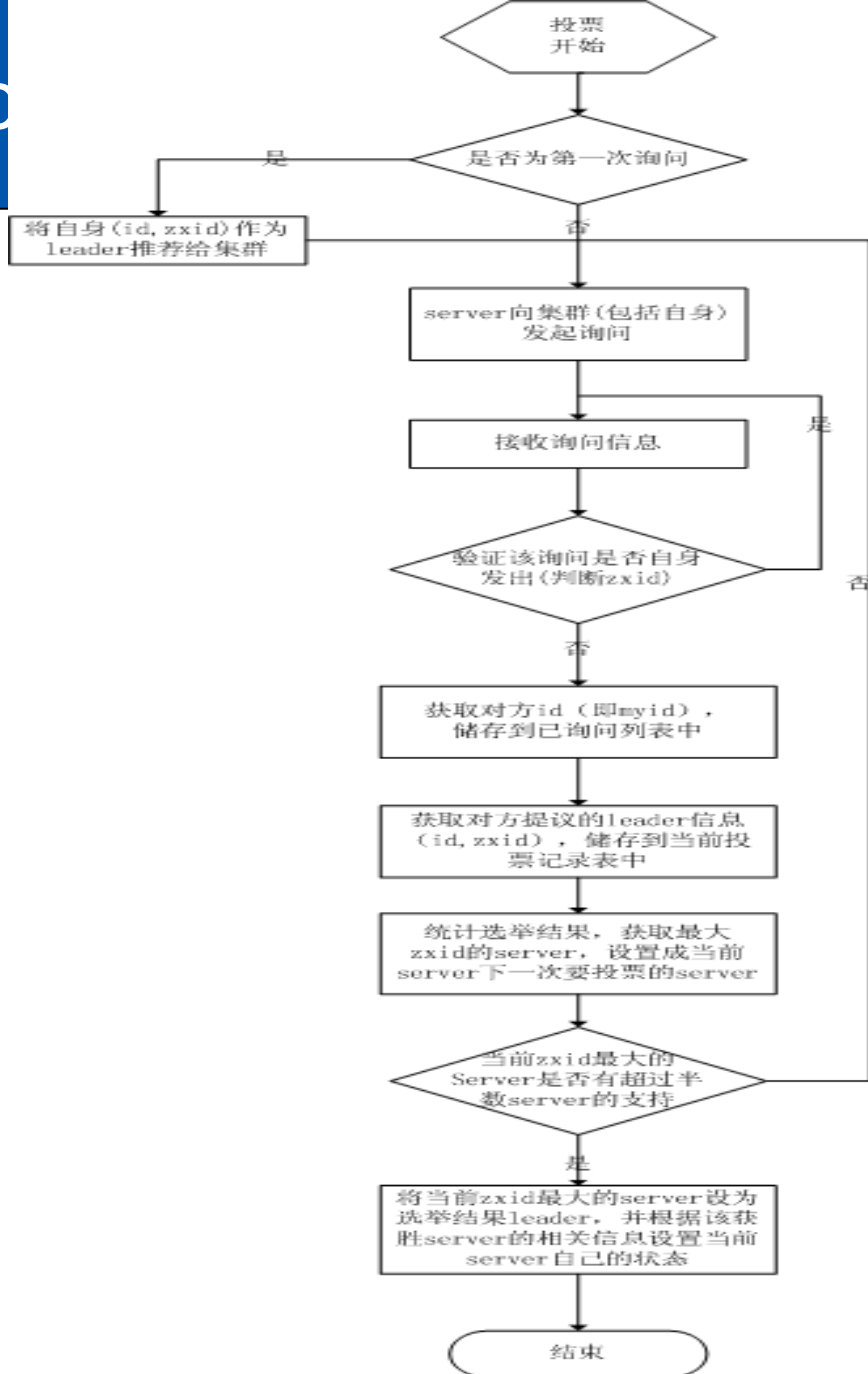 投票
开始
是否为第一次询问
是
否
将自身(id,zxid)作为
leader推荐给集群
server向集群(包括自身)
发起询问
接收询问信息
是
验证该询问是否自身
发出(判断zxid)
否
否
获取对方id（即myid），
储存到已询问列表中
获取对方提议的leader信息
（id,zxid），储存到当前投
票记录表中
统计选举结果，获取最大
zxid的server，设置成当前
server下一次要投票的server
当前zxid最大的
Server是否有超过半
数server的支持
是
将当前zxid最大的server设为
选举结果leader，并根据该获
胜server的相关信息设置当前
server自己的状态
结束